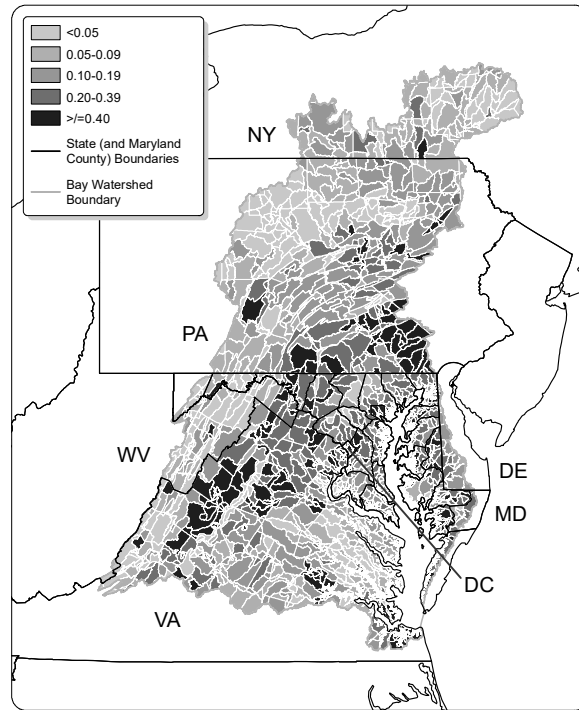 <0.05
0.05-0.09
0.10-0.19
0.20-0.39
>/=0.40
State (and Maryland
County) Boundaries
Bay Watershed
Boundary
NY
PA
WV
DE
MD
DC
VA